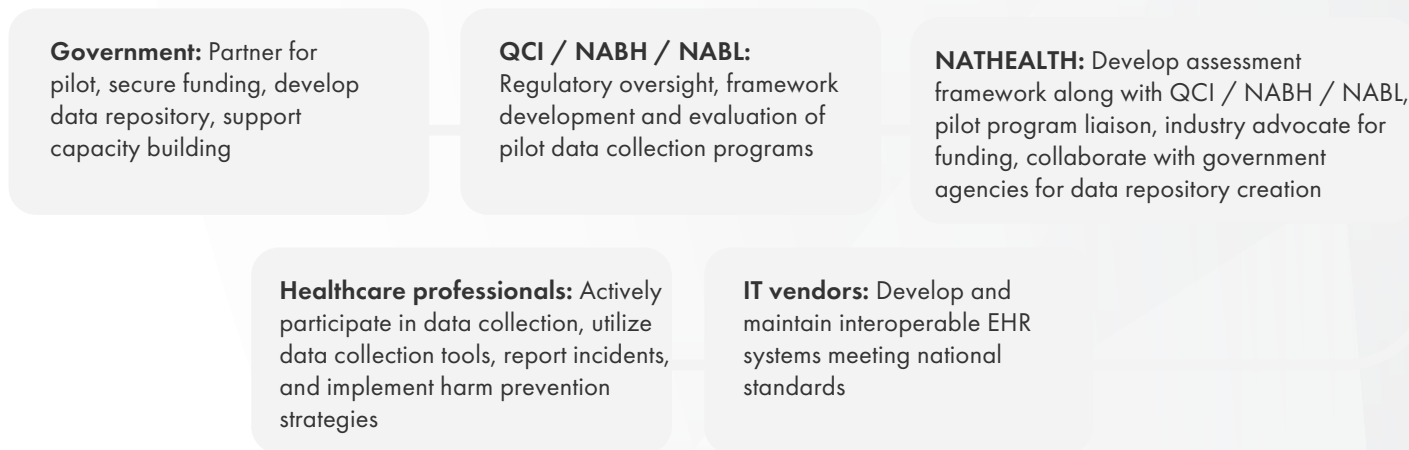 Government: Partner for
pilot, secure funding, develop
data repository, support
capacity building
QCI / NABH / NABL:
Regulatory oversight, framework
development and evaluation of
pilot data collection programs
NATHEALTH: Develop assessment
framework along with QCI / NABH / NABL,
pilot program liaison, industry advocate for
funding, collaborate with government
agencies for data repository creation
Healthcare professionals: Actively
participate in data collection, utilize
data collection tools, report incidents,
and implement harm prevention
strategies
IT vendors: Develop and
maintain interoperable EHR
systems meeting national
standards